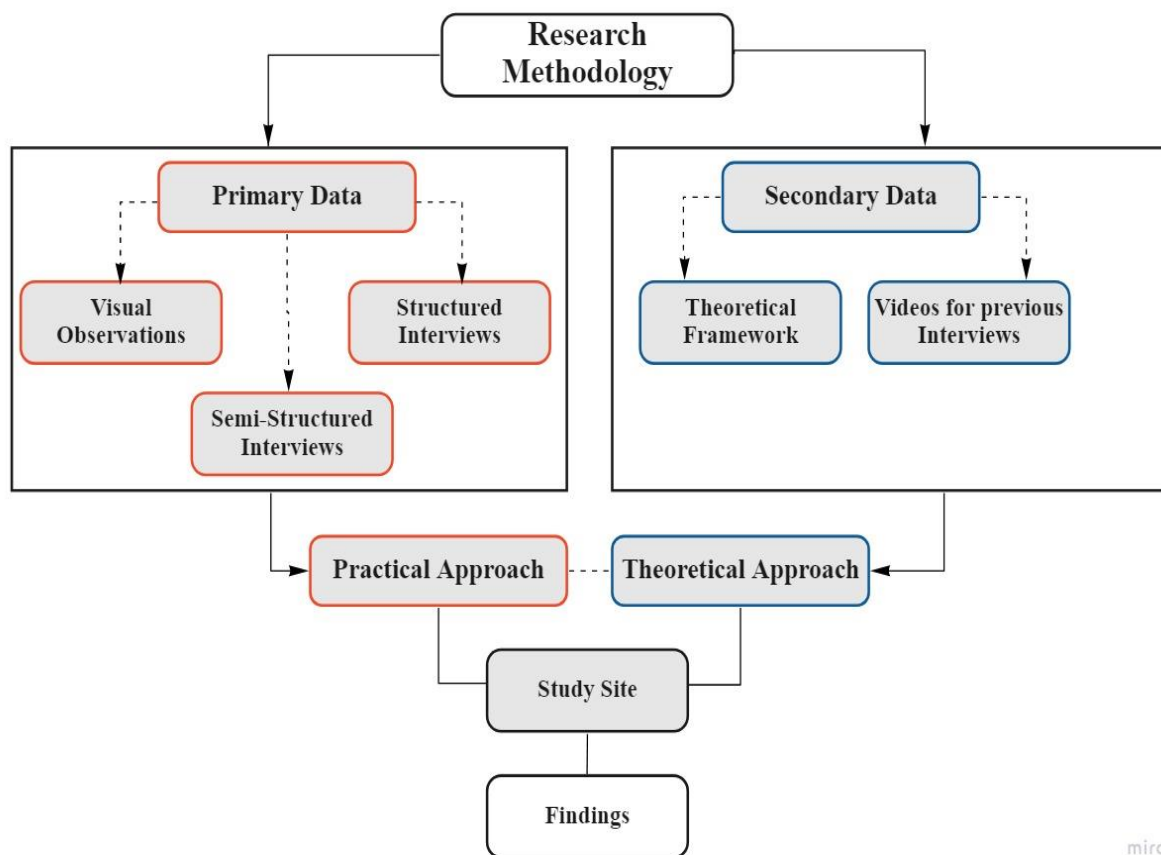 Research
Methodology
Primary Data
Secondary Data
Visual
Observations
Structured
Interviews
Theoretical
Framework
Videos for previous
Interviews
Semi-Structured
Interviews
Practical Approach
Theoretical Approach
Study Site
Findings